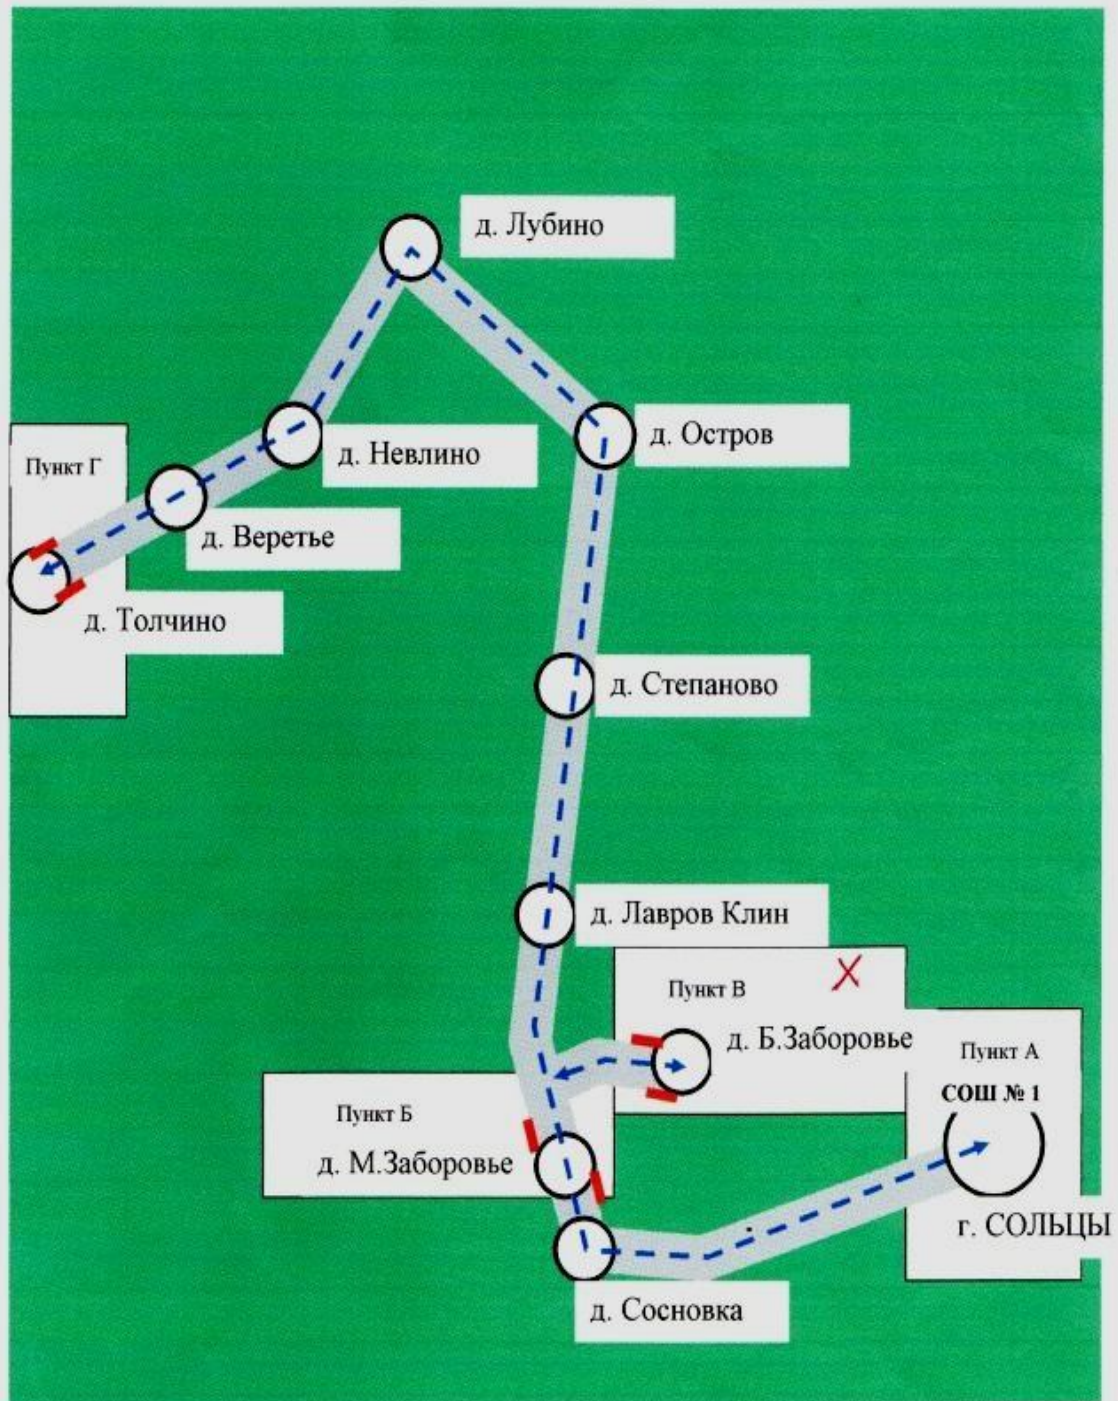 д. Лубино
д. Остров
д. Невлино
Пункт Г
д. Веретье
д. Толчино
д. Степаново
д. Лавров Клин
Пункт В
д. Б.Заборовье
Пункт А
СОШ № 1
Пункт Б
д. М.Заборовье
г. СОЛЬЦЫ
д. Сосновка